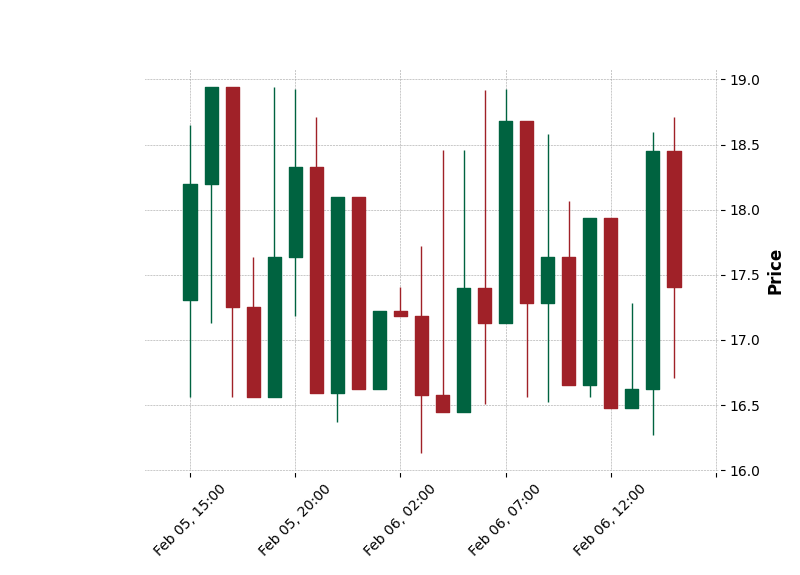 19.0
18.5
18.0
17.5
17.0
16.5
16.0
Price
Feb 05, 15:00
Feb 05, 20:00
Feb 06, 02:00
Feb 06, 07:00
Feb 06, 12:00